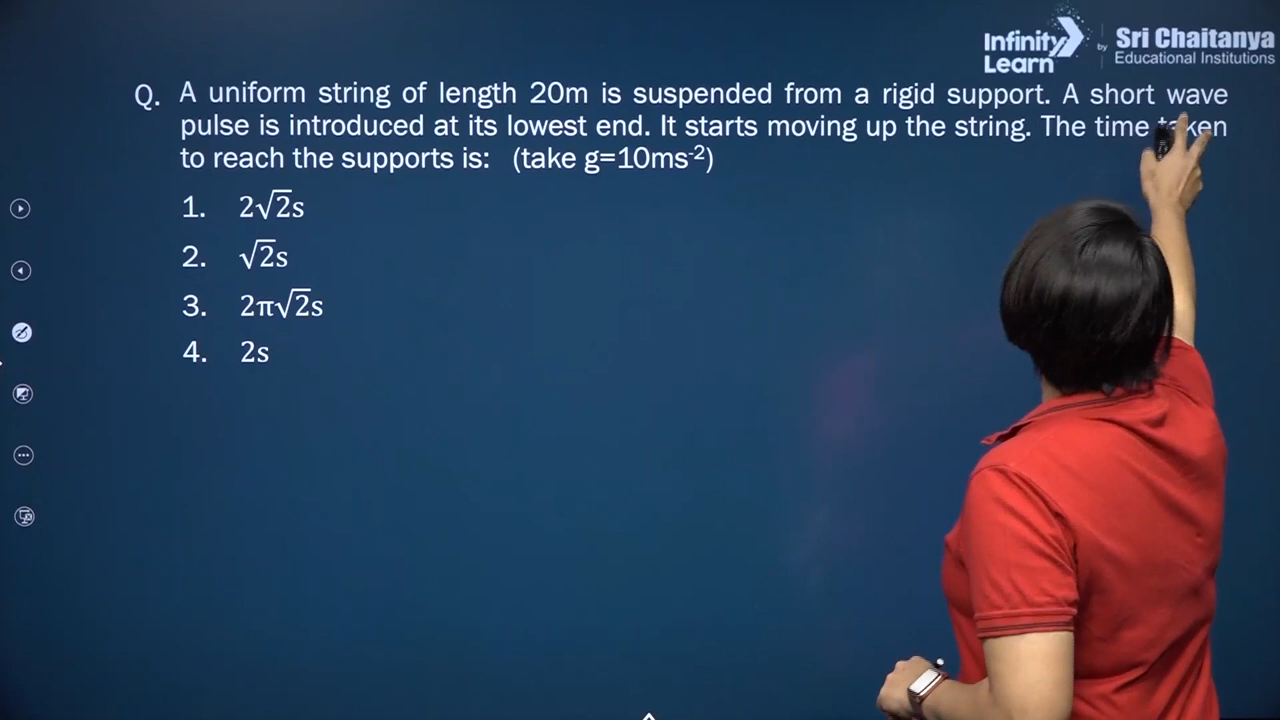 Infinity Learn by Sri Chaitanya Educational Institutions
Q. A uniform string of length 20m is suspended from a rigid support. A short wave
pulse is introduced at its lowest end. It starts moving up the string. The time taken
to reach the supports is: (take g=10ms⁻²)
1. 2√2s
2. √2s
3. 2π√2s
4. 2s